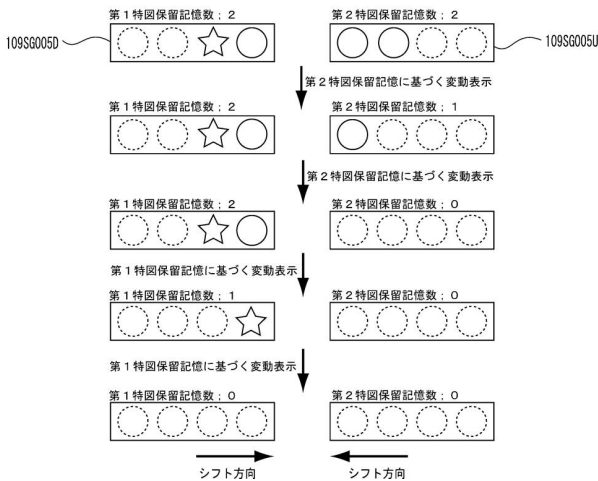 第1特図保留記憶数；2
第2特図保留記憶数；2
109SG005D
109SG005U
第2特図保留記憶に基づく変動表示
第1特図保留記憶数；2
第2特図保留記憶数；1
第2特図保留記憶に基づく変動表示
第1特図保留記憶数；2
第2特図保留記憶数；0
第1特図保留記憶に基づく変動表示
第1特図保留記憶数；1
第2特図保留記憶数；0
第1特図保留記憶に基づく変動表示
第1特図保留記憶数；0
第2特図保留記憶数；0
シフト方向
シフト方向